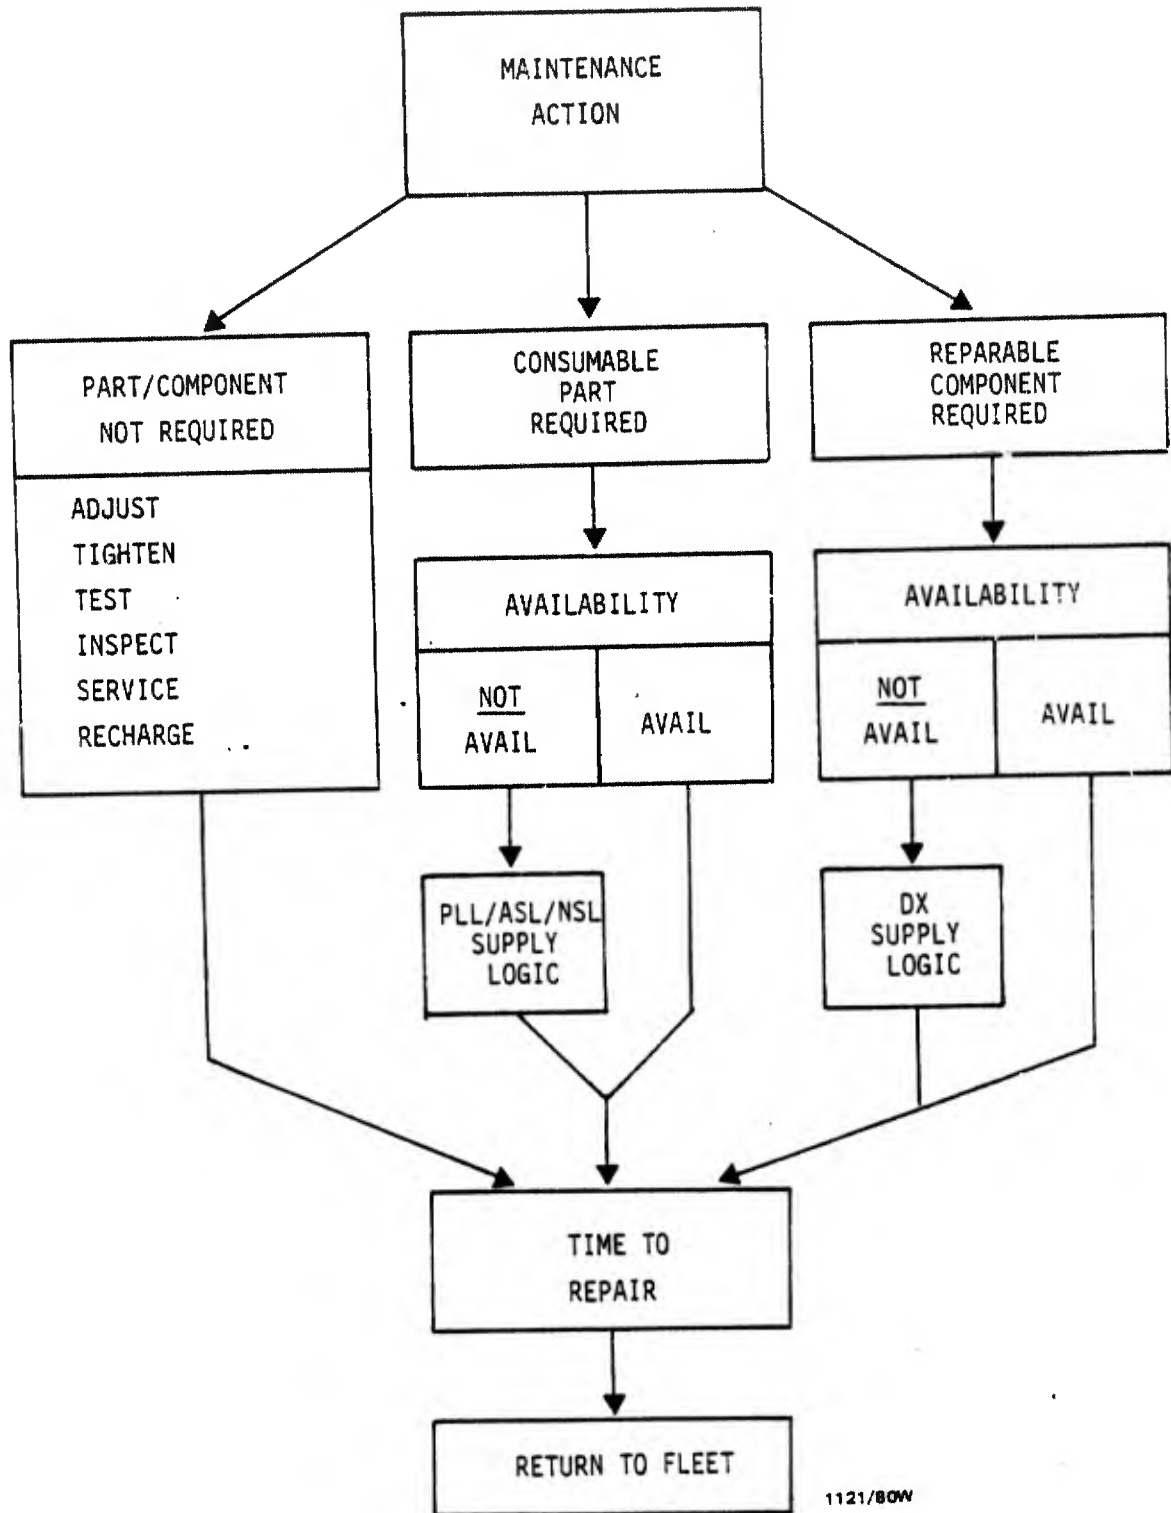 MAINTENANCE
ACTION
PART/COMPONENT
NOT REQUIRED
ADJUST
TIGHTEN
TEST
INSPECT
SERVICE
RECHARGE
CONSUMABLE
PART
REQUIRED
AVAILABILITY
NOT
AVAIL
AVAIL
PLL/ASL/NSL
SUPPLY
LOGIC
REPARABLE
COMPONENT
REQUIRED
AVAILABILITY
NOT
AVAIL
AVAIL
DX
SUPPLY
LOGIC
TIME TO
REPAIR
RETURN TO FLEET
1121/80W